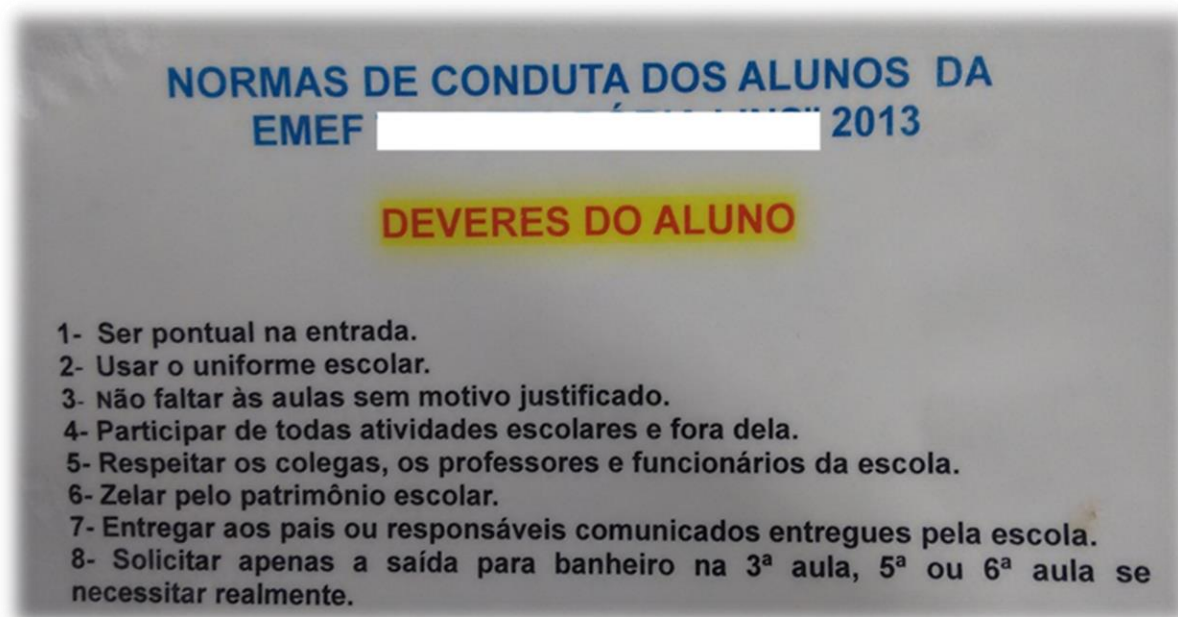 NORMAS DE CONDUTA DOS ALUNOS DA
EMEF 2013
DEVERES DO ALUNO
1- Ser pontual na entrada.
2- Usar o uniforme escolar.
3- Não faltar às aulas sem motivo justificado.
4- Participar de todas atividades escolares e fora dela.
5- Respeitar os colegas, os professores e funcionários da escola.
6- Zelar pelo patrimônio escolar.
7- Entregar aos pais ou responsáveis comunicados entregues pela escola.
8- Solicitar apenas a saída para banheiro na 3ª aula, 5ª ou 6ª aula se
necessitar realmente.